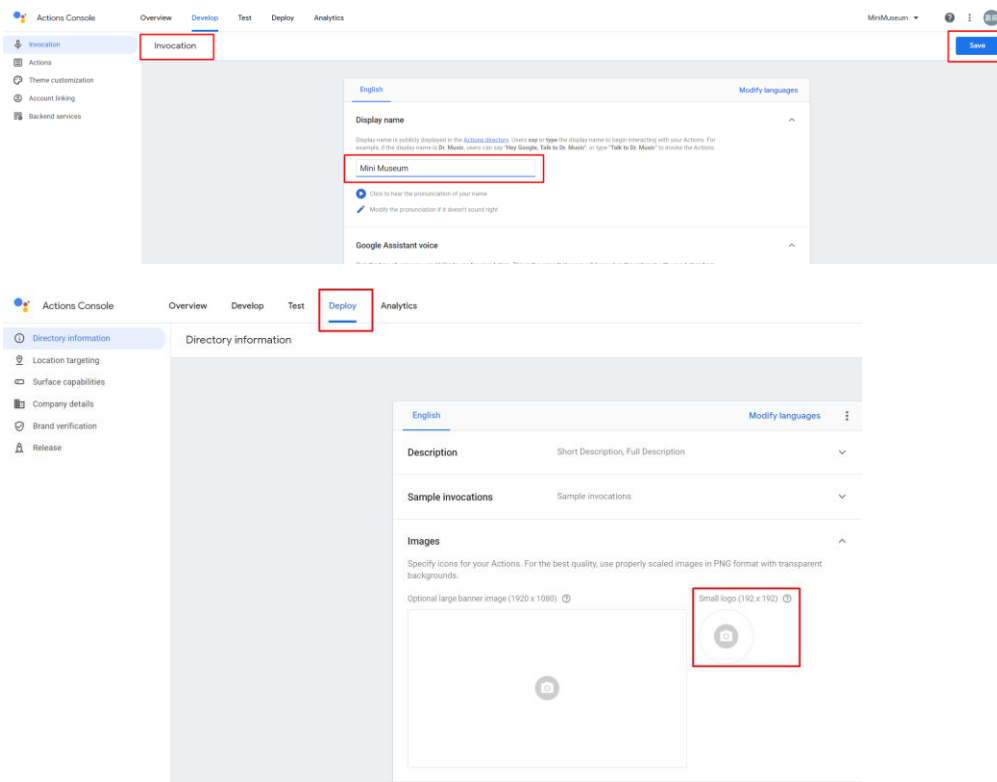 Actions Console
Overview
Develop
Test
Deploy
Analytics
MiniMuseum
Invocation
Actions
Theme customization
Account linking
Backend services
Invocation
Save
English
Modify languages
Display name
Display name is publicly displayed in the Actions directory. Users say or type the display name to begin interacting with your Actions. For
example, if the display name is Dr. Music, users can say "Hey Google, Talk to Dr. Music", or type "Talk to Dr. Music" to invoke the Actions.
Mini Museum
Click to hear the pronunciation of your name
Modify the pronunciation if it doesn't sound right
Google Assistant voice
Actions Console
Overview
Develop
Test
Deploy
Analytics
Directory information
Location targeting
Surface capabilities
Company details
Brand verification
Release
Directory information
English
Modify languages
Description
Short Description, Full Description
Sample invocations
Sample invocations
Images
Specify icons for your Actions. For the best quality, use properly scaled images in PNG format with transparent
backgrounds.
Optional large banner image (1920 x 1080)
Small logo (192 x 192)